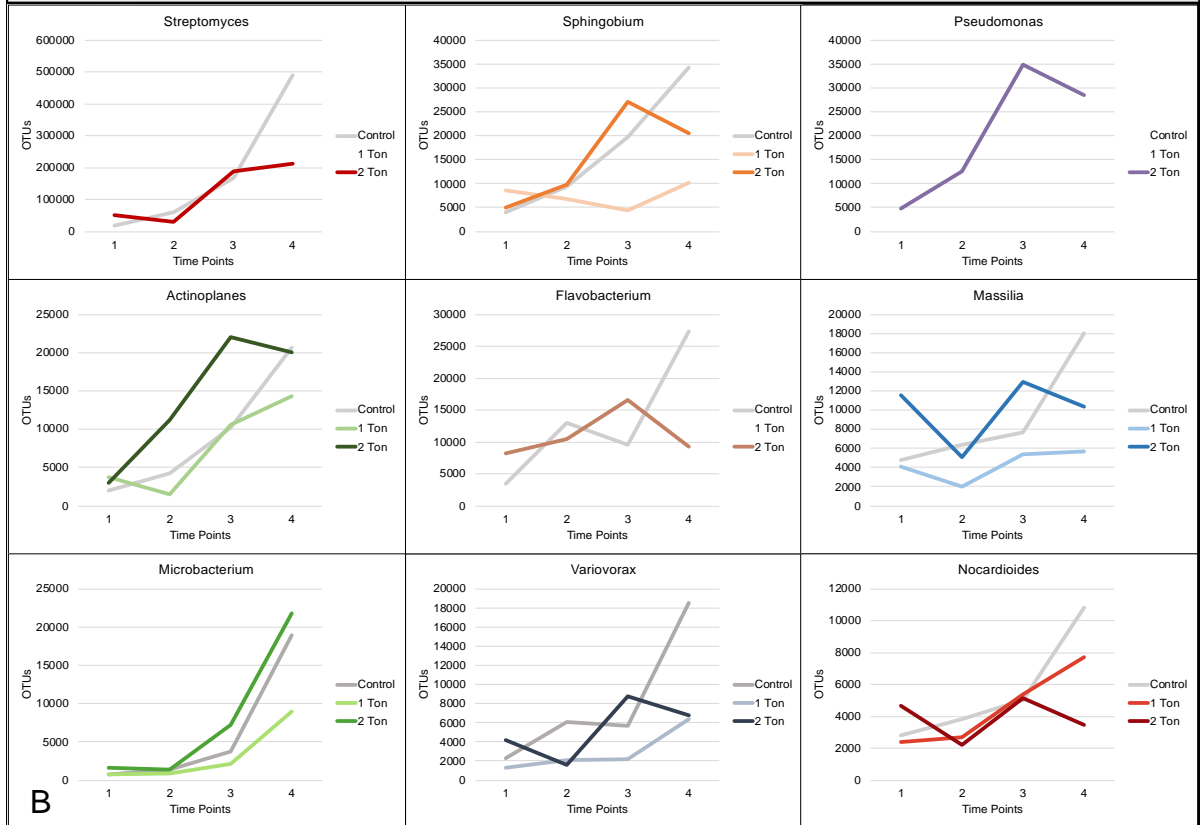 Streptomyces
600000
500000
400000
300000
200000
100000
0
OTUs
1 2 3 4
Time Points
Control
1 Ton
2 Ton
Sphingobium
40000
35000
30000
25000
20000
15000
10000
5000
0
OTUs
1 2 3 4
Time Points
Control
1 Ton
2 Ton
Pseudomonas
40000
35000
30000
25000
20000
15000
10000
5000
0
OTUs
1 2 3 4
Time Points
Control
1 Ton
2 Ton
Actinoplanes
25000
20000
15000
10000
5000
0
OTUs
1 2 3 4
Time Points
Control
1 Ton
2 Ton
Flavobacterium
30000
25000
20000
15000
10000
5000
0
OTUs
1 2 3 4
Time Points
Control
1 Ton
2 Ton
Massilia
20000
18000
16000
14000
12000
10000
8000
6000
4000
2000
0
OTUs
1 2 3 4
Time Points
Control
1 Ton
2 Ton
Microbacterium
25000
20000
15000
10000
5000
0
OTUs
1 2 3 4
Time Points
Control
1 Ton
2 Ton
B
Variovorax
20000
18000
16000
14000
12000
10000
8000
6000
4000
2000
0
OTUs
1 2 3 4
Time Points
Control
1 Ton
2 Ton
Nocardioides
12000
10000
8000
6000
4000
2000
0
OTUs
1 2 3 4
Time Points
Control
1 Ton
2 Ton